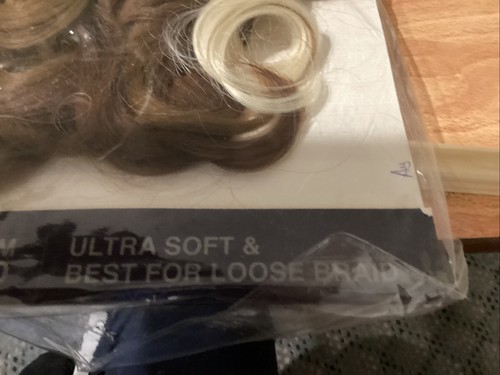 M ULTRA SOFT &
BEST FOR LOOSE BRAID